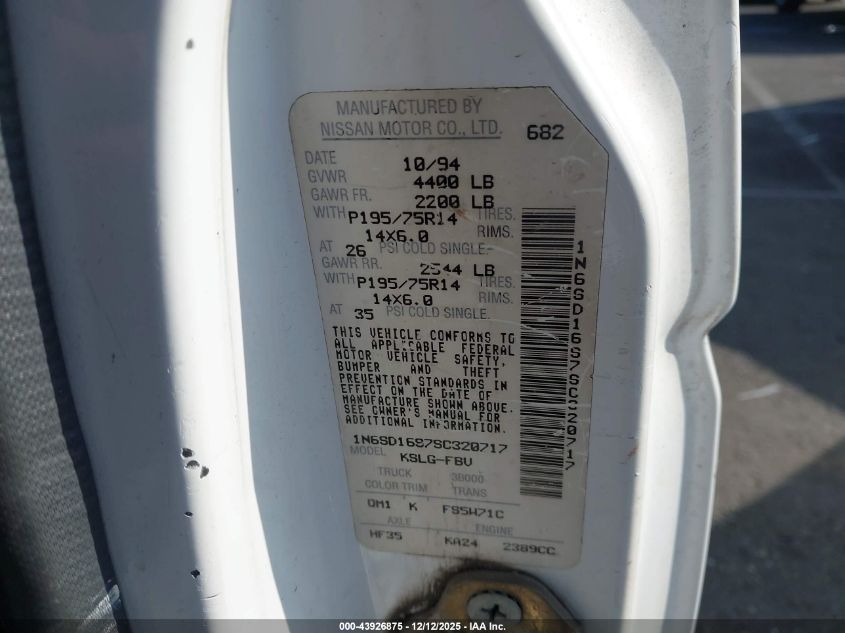 MANUFACTURED BY
NISSAN MOTOR CO., LTD. 682
DATE 10/94
GVWR 4400 LB
GAWR FR. 2200 LB
WITH P195/75R14 TIRES.
14X6.0 RIMS.
AT 26 PSI COLD SINGLE.
GAWR RR. 2544 LB
WITH P195/75R14 TIRES.
14X6.0 RIMS.
AT 35 PSI COLD SINGLE.
THIS VEHICLE CONFORMS TO
ALL APPLICABLE FEDERAL
MOTOR VEHICLE SAFETY,
BUMPER AND THEFT
PREVENTION STANDARDS IN
EFFECT ON THE DATE OF
MANUFACTURE SHOWN ABOVE.
SEE OWNER'S MANUAL FOR
ADDITIONAL INFORMATION.
1N6SD16S7SC320717
MODEL KSLG-FBV
TRUCK 3B000
COLOR TRIM TRANS
QM1 K FS5W71C
AXLE ENGINE
HF35 KA24 2389CC
1N6SD16S7SC320717
000-43926875 - 12/12/2025 - IAA Inc.